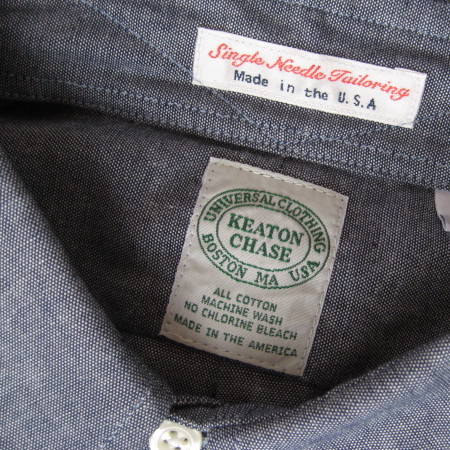 Single Needle Tailoring
Made in the U.S.A
UNIVERSAL CLOTHING
KEATON
CHASE
BOSTON MA USA
ALL COTTON
MACHINE WASH
NO CHLORINE BLEACH
MADE IN THE AMERICA